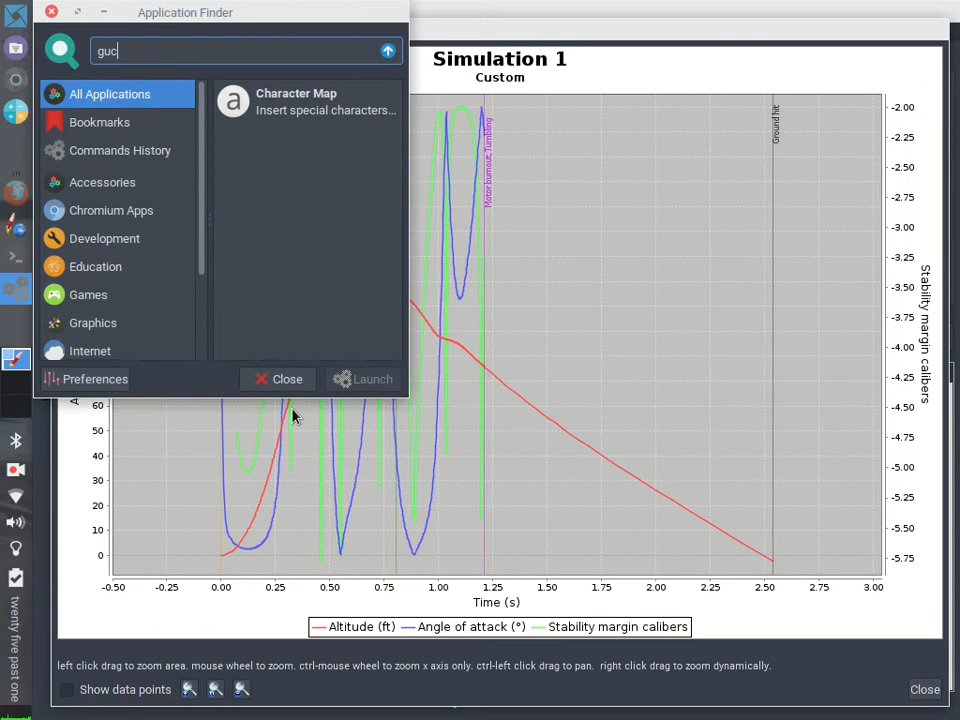 Application Finder
guc
All Applications
Bookmarks
Commands History
Accessories
Chromium Apps
Development
Education
Games
Graphics
Internet
a
Character Map
Insert special characters...
Preferences
Close
Launch
Simulation 1
Custom
Motor burnout, Tumbling
Ground hit
-2.00
-2.25
-2.50
-2.75
-3.00
-3.25
-3.50
-3.75
-4.00
-4.25
-4.50
-4.75
-5.00
-5.25
-5.50
-5.75
Stability margin calibers
60
50
40
30
20
10
0
-0.50 -0.25 0.00 0.25 0.50 0.75 1.00 1.25 1.50 1.75 2.00 2.25 2.50 2.75 3.00
Time (s)
Altitude (ft) Angle of attack (°) Stability margin calibers
left click drag to zoom area. mouse wheel to zoom. ctrl-mouse wheel to zoom x axis only. ctrl-left click drag to pan. right click drag to zoom dynamically.
Show data points
Close
twenty five past one